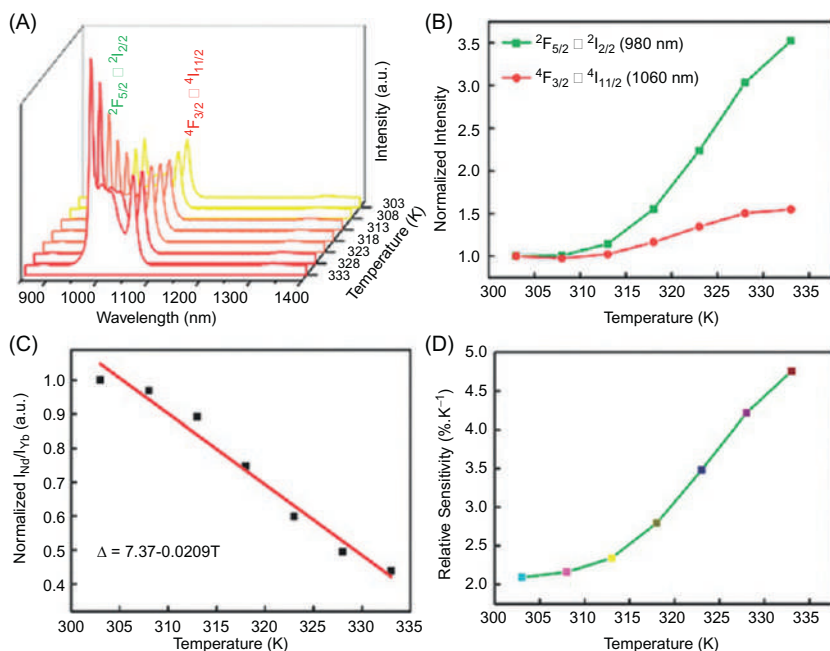 (A)
²F₅/₂ □ ²I₂/₂
⁴F₃/₂ □ ⁴I₁₁/₂
Intensity (a.u.)
303
308
313
318
323
328
333
Temperature (K)
900 1000 1100 1200 1300 1400
Wavelength (nm)
(B)
²F₅/₂ □ ²I₂/₂ (980 nm)
⁴F₃/₂ □ ⁴I₁₁/₂ (1060 nm)
Normalized Intensity
3.5
3.0
2.5
2.0
1.5
1.0
300 305 310 315 320 325 330 335
Temperature (K)
(C)
Normalized I_Nd/I_Yb (a.u.)
1.0
0.9
0.8
0.7
0.6
0.5
0.4
Δ = 7.37-0.0209T
300 305 310 315 320 325 330 335
Temperature (K)
(D)
Relative Sensitivity (%.K⁻¹)
5.0
4.5
4.0
3.5
3.0
2.5
2.0
300 305 310 315 320 325 330 335
Temperature (K)